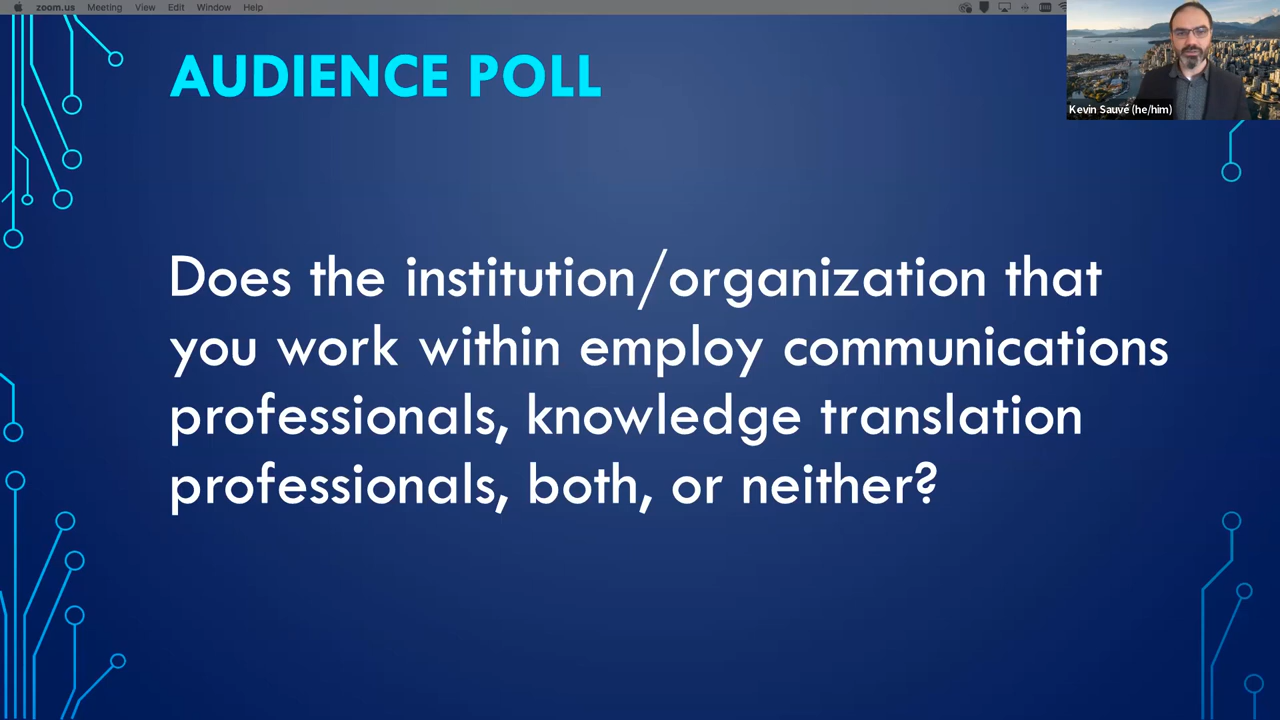 zoom.us Meeting View Edit Window Help
AUDIENCE POLL
Kevin Sauvé (he/him)
Does the institution/organization that
you work within employ communications
professionals, knowledge translation
professionals, both, or neither?